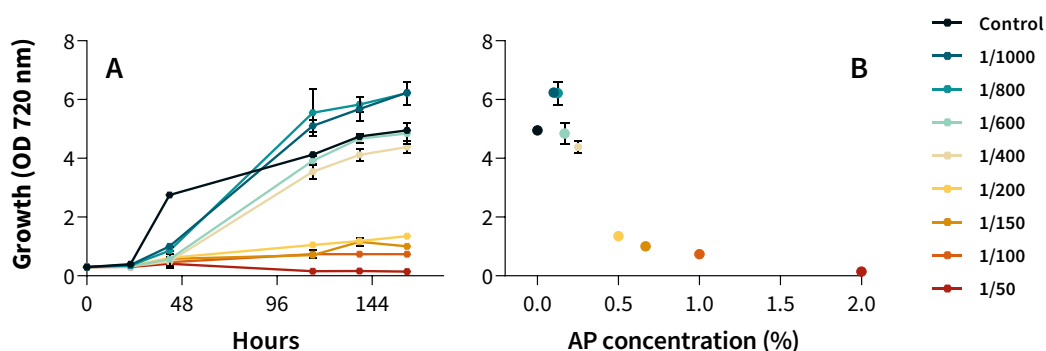 Growth (OD 720 nm)
8
6
4
2
0
A
0 48 96 144
Hours
8
6
4
2
0
B
0.0 0.5 1.0 1.5 2.0
AP concentration (%)
Control
1/1000
1/800
1/600
1/400
1/200
1/150
1/100
1/50